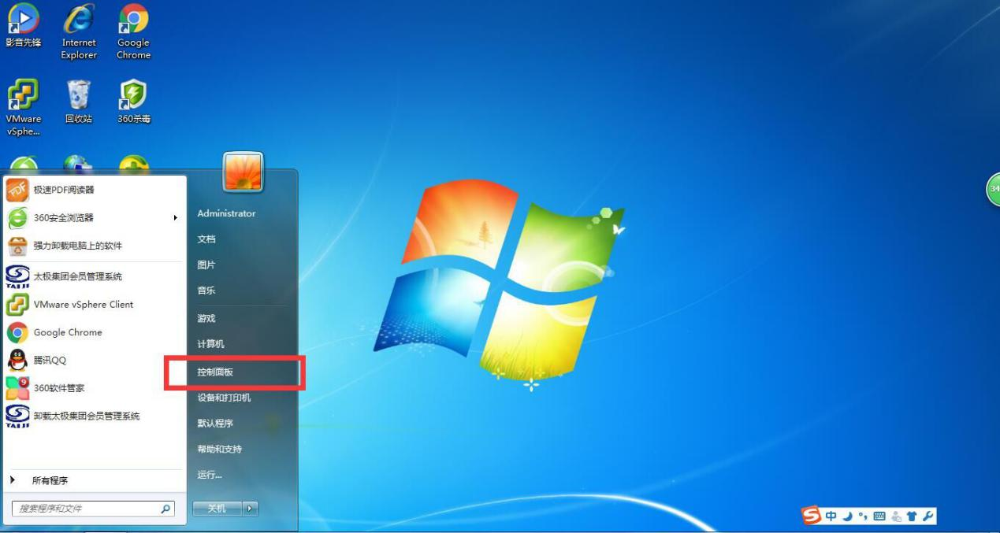 影音先锋
Internet Explorer
Google Chrome
VMware vSphe...
回收站
360杀毒
极速PDF阅读器
360安全浏览器
强力卸载电脑上的软件
太极集团会员管理系统
VMware vSphere Client
Google Chrome
腾讯QQ
360软件管家
卸载太极集团会员管理系统
所有程序
搜索程序和文件
Administrator
文档
图片
音乐
游戏
计算机
控制面板
设备和打印机
默认程序
帮助和支持
运行...
关机
PDF
TAIJI
9
TAIJI
34
S
中